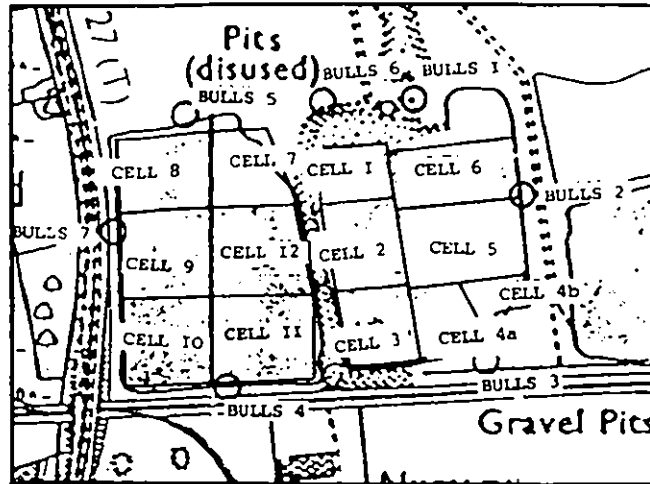 27 (T)
Pits
(disused)
BULLS 6
BULLS 1
BULLS 5
CELL 8
CELL 7
CELL 1
CELL 6
BULLS 2
BULLS 7
CELL 9
CELL 12
CELL 2
CELL 5
CELL 4b
CELL 10
CELL 11
CELL 3
CELL 4a
BULLS 3
BULLS 4
Gravel Pits